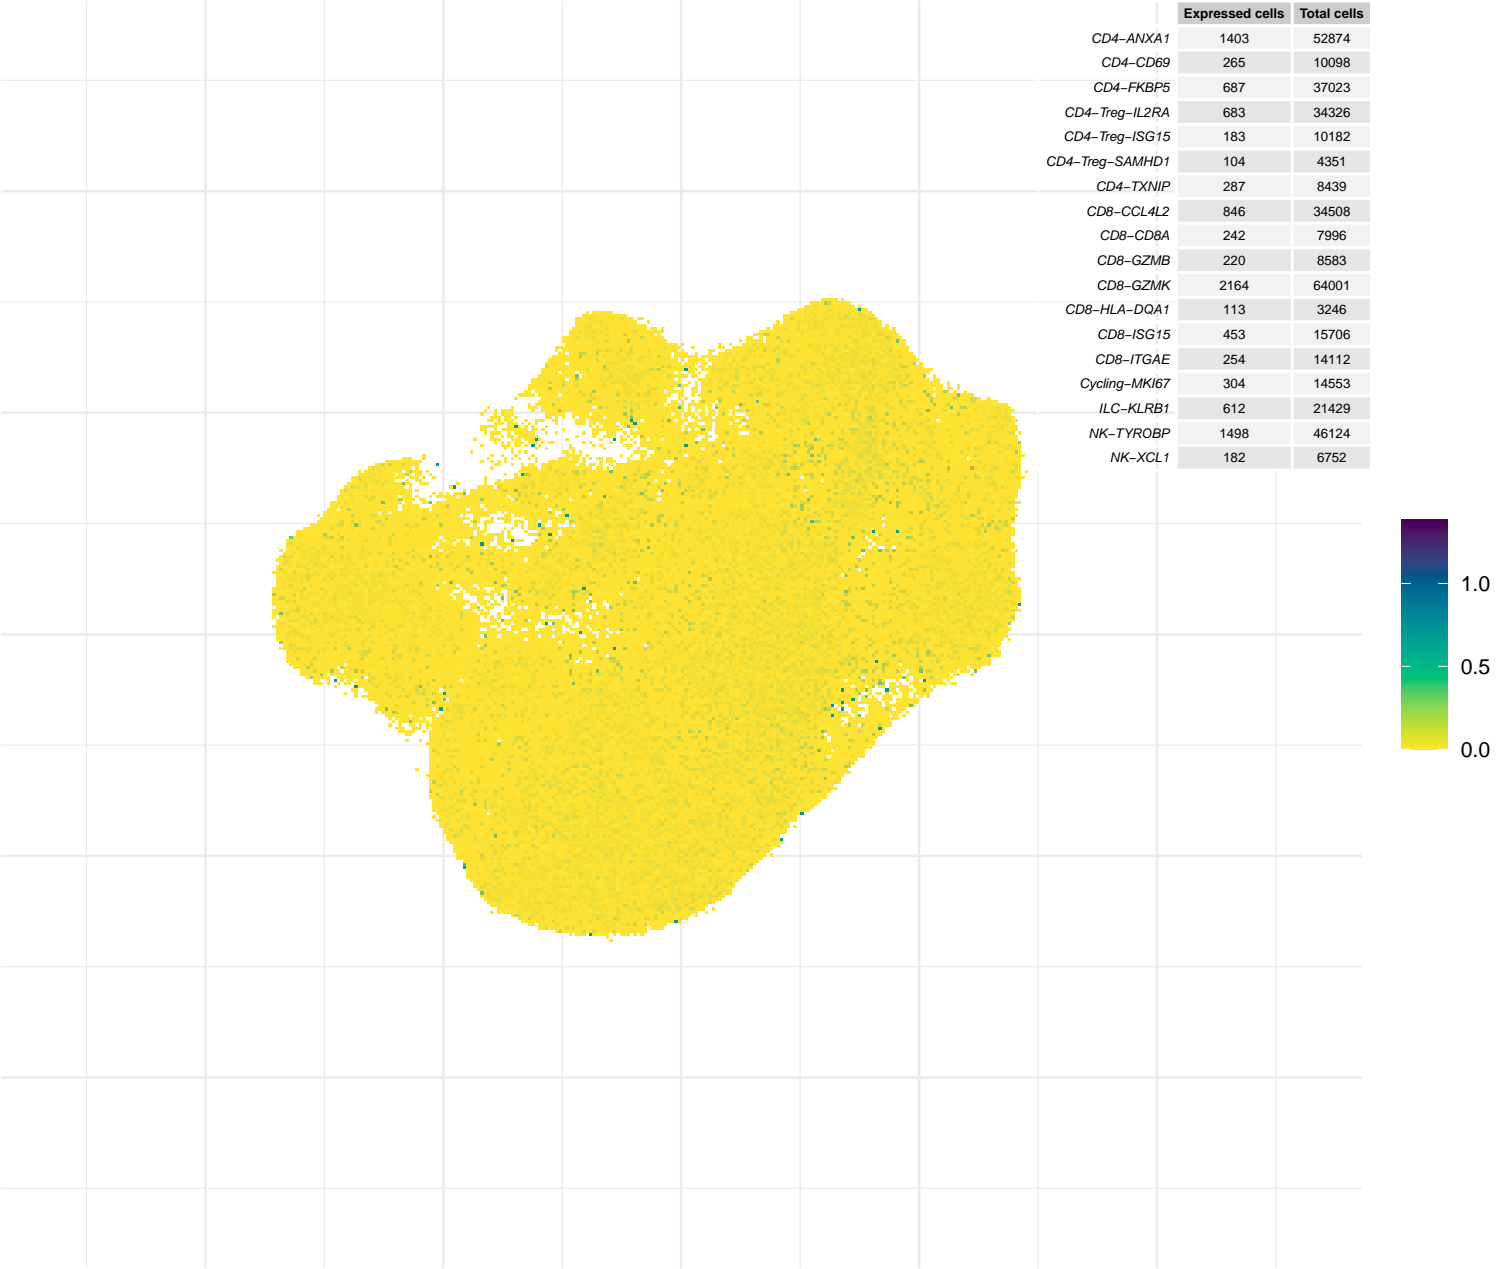 Expressed cells Total cells
CD4−ANXA1 1403 52874
CD4−CD69 265 10098
CD4−FKBP5 687 37023
CD4−Treg−IL2RA 683 34326
CD4−Treg−ISG15 183 10182
CD4−Treg−SAMHD1 104 4351
CD4−TXNIP 287 8439
CD8−CCL4L2 846 34508
CD8−CD8A 242 7996
CD8−GZMB 220 8583
CD8−GZMK 2164 64001
CD8−HLA−DQA1 113 3246
CD8−ISG15 453 15706
CD8−ITGAE 254 14112
Cycling−MKI67 304 14553
ILC−KLRB1 612 21429
NK−TYROBP 1498 46124
NK−XCL1 182 6752
1.0
0.5
0.0